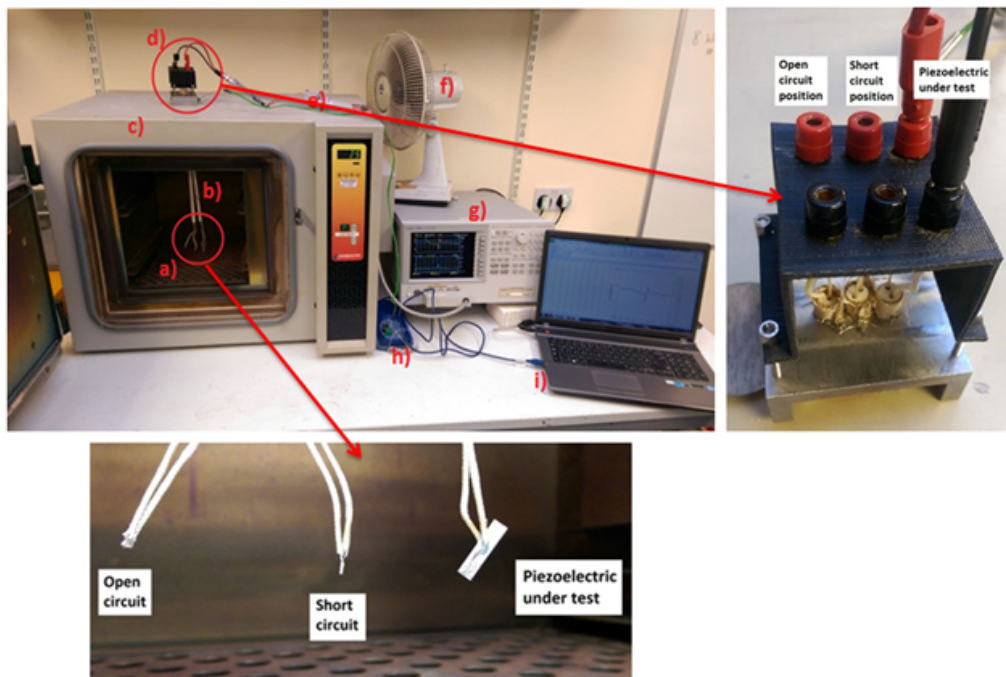 d)
c)
b)
a)
e)
f)
g)
h)
i)
Open
circuit
position
Short
circuit
position
Piezoelectric
under test
Open
circuit
Short
circuit
Piezoelectric
under test